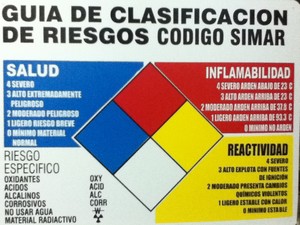 GUIA DE CLASIFICACION
DE RIESGOS CODIGO SIMAR
SALUD
4 SEVERO
3 ALTO EXTREMADAMENTE
PELIGROSO
2 MODERADO PELIGROSO
1 LIGERO RIESGO BREVE
0 MINIMO MATERIAL
NORMAL
INFLAMABILIDAD
4 SEVERO ARDEN ABAJO DE 23 C
3 ALTO ARDEN ARRIBA DE 23 C
2 MODERADO ARDEN ARRIBA DE 37.8 C
1 LIGERO ARDEN ARRIBA DE 93.3 C
0 MINIMO NO ARDEN
RIESGO
ESPECIFICO
OXIDANTES OXY
ACIDOS ACID
ALCALINOS ALC
CORROSIVOS CORR
NO USAR AGUA
MATERIAL RADIACTIVO
REACTIVIDAD
4 SEVERO
3 ALTO EXPLOTA CON FUENTES
DE IGNICIÓN
2 MODERADO PRESENTA CAMBIOS
QUIMICOS VIOLENTOS
1 LIGERO ESTABLE CON CALOR
0 MINIMO ESTABLE